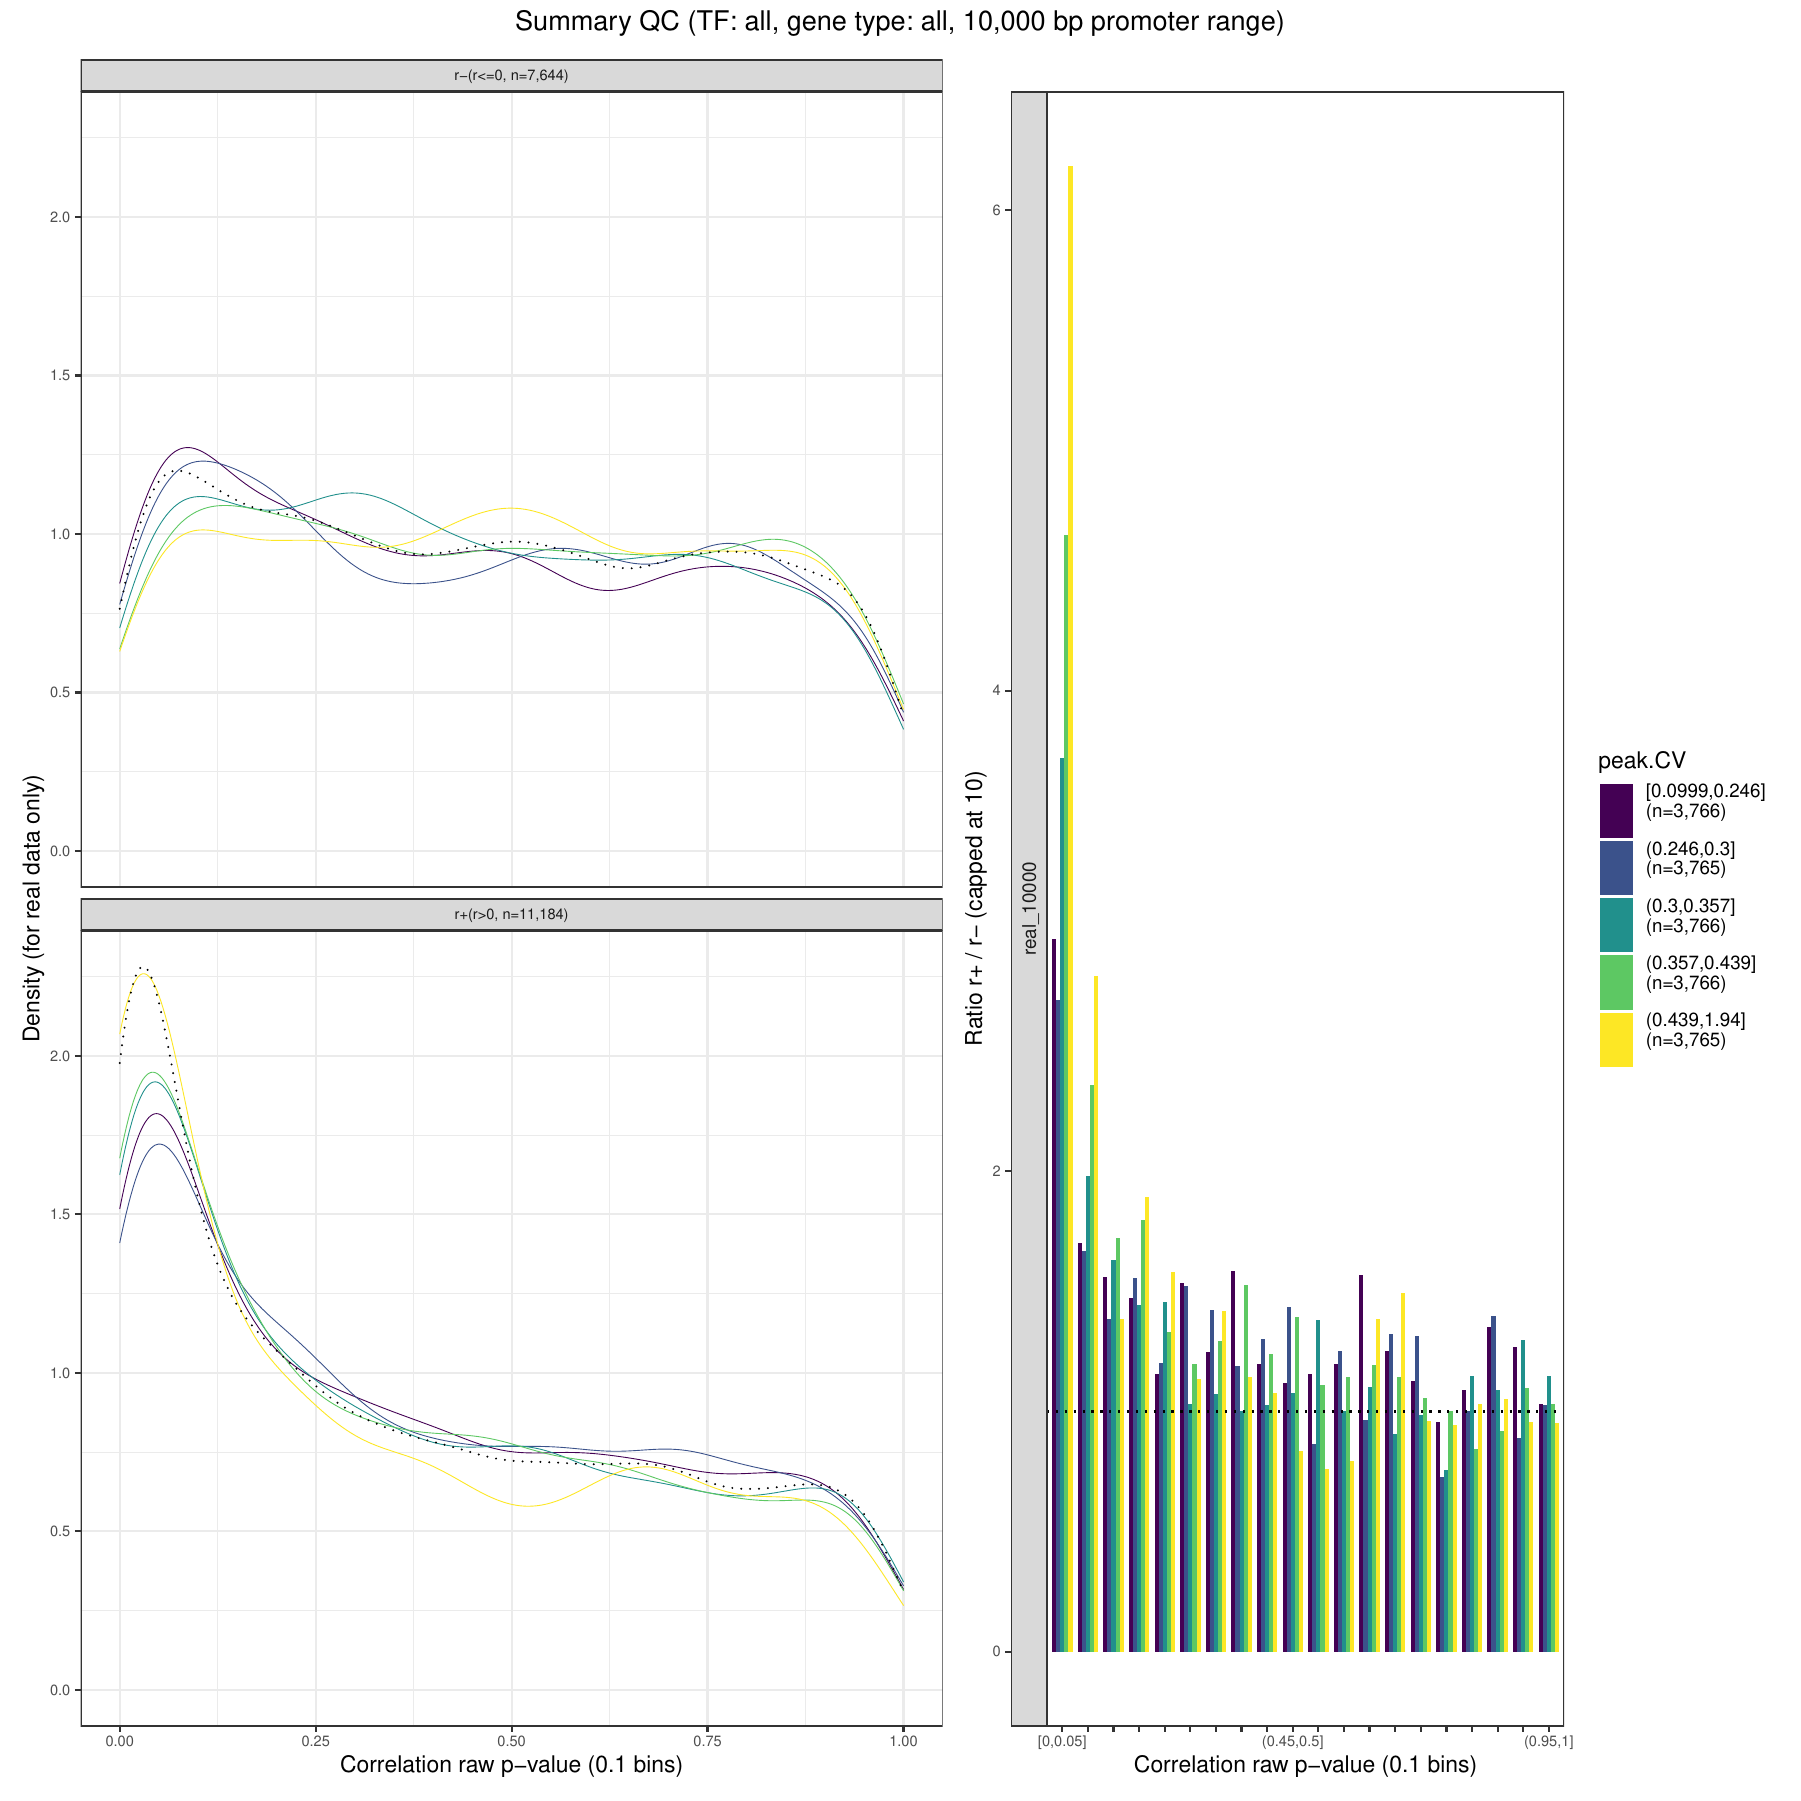 Summary QC (TF: all, gene type: all, 10,000 bp promoter range)
r−(r<=0, n=7,644)
2.0
1.5
1.0
0.5
0.0
r+(r>0, n=11,184)
2.0
1.5
1.0
0.5
0.0
0.00 0.25 0.50 0.75 1.00
Correlation raw p−value (0.1 bins)
Density (for real data only)
Ratio r+ / r− (capped at 10)
real_10000
6
4
2
0
[0,0.05] (0.45,0.5] (0.95,1]
Correlation raw p−value (0.1 bins)
peak.CV
[0.0999,0.246]
(n=3,766)
(0.246,0.3]
(n=3,765)
(0.3,0.357]
(n=3,766)
(0.357,0.439]
(n=3,766)
(0.439,1.94]
(n=3,765)